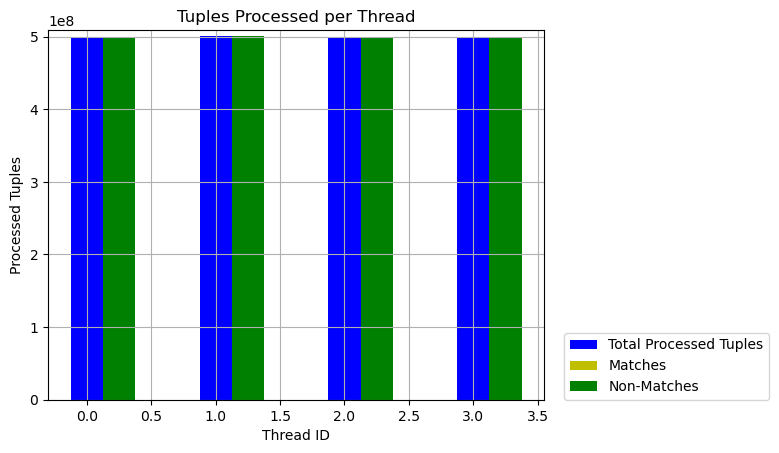 Tuples Processed per Thread
1e8
5
4
3
2
1
0
Processed Tuples
0.0 0.5 1.0 1.5 2.0 2.5 3.0 3.5
Thread ID
Total Processed Tuples
Matches
Non-Matches